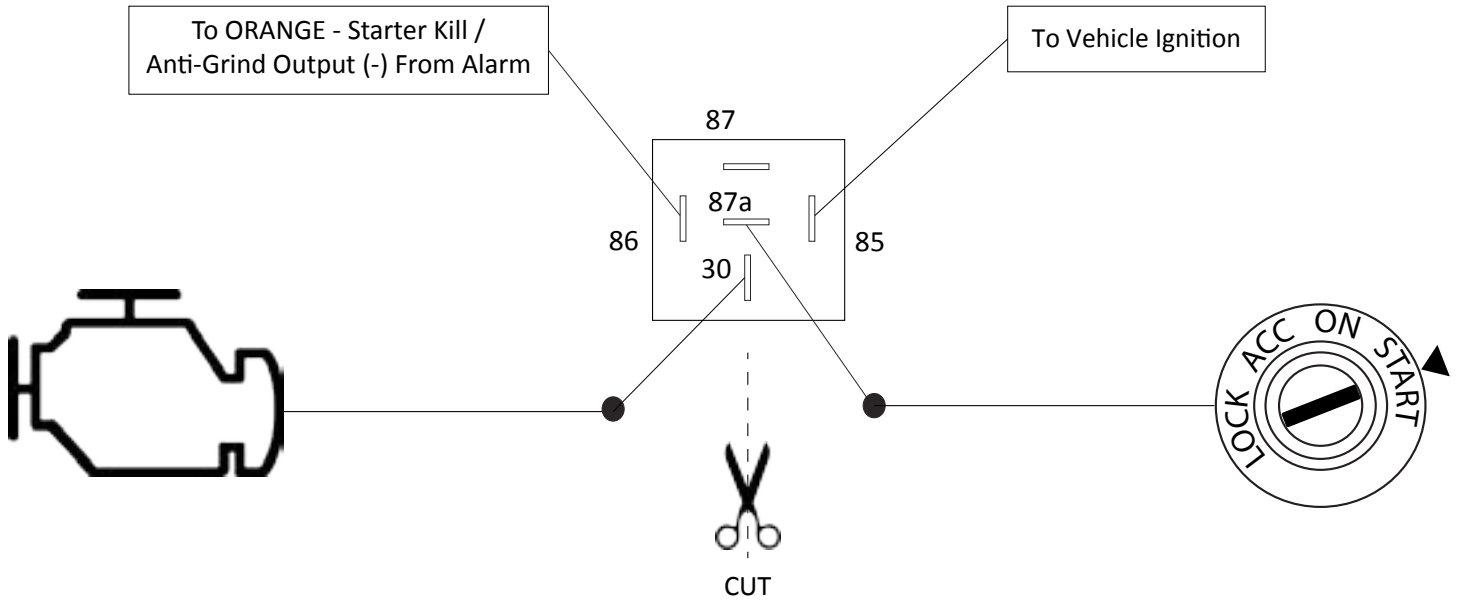 To ORANGE - Starter Kill /
Anti-Grind Output (-) From Alarm
To Vehicle Ignition
87
87a
86
85
30
LOCK ACC ON START
CUT